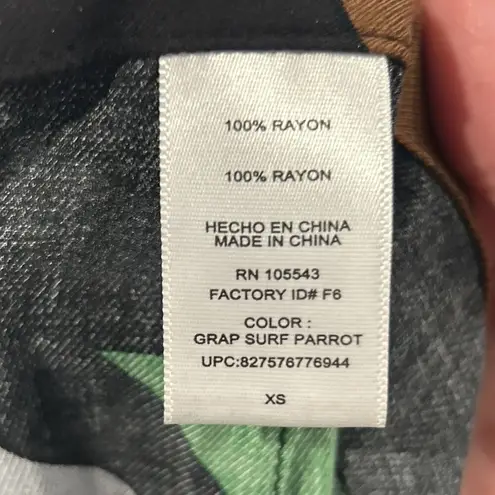 100% RAYON
100% RAYON
HECHO EN CHINA
MADE IN CHINA
RN 105543
FACTORY ID# F6
COLOR :
GRAP SURF PARROT
UPC:827576776944
XS